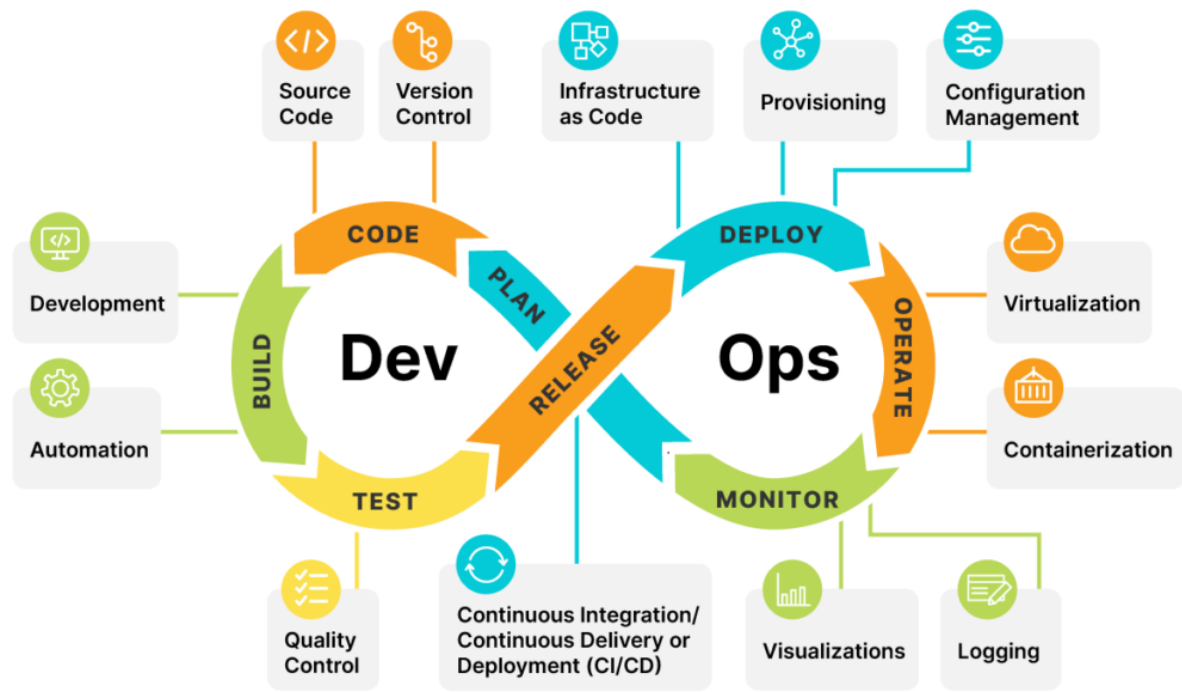 Source
Code
Version
Control
Infrastructure
as Code
Provisioning
Configuration
Management
CODE
DEPLOY
PLAN
Development
Virtualization
BUILD
Dev
RELEASE
Ops
OPERATE
Automation
Containerization
TEST
MONITOR
Quality
Control
Continuous Integration/
Continuous Delivery or
Deployment (CI/CD)
Visualizations
Logging